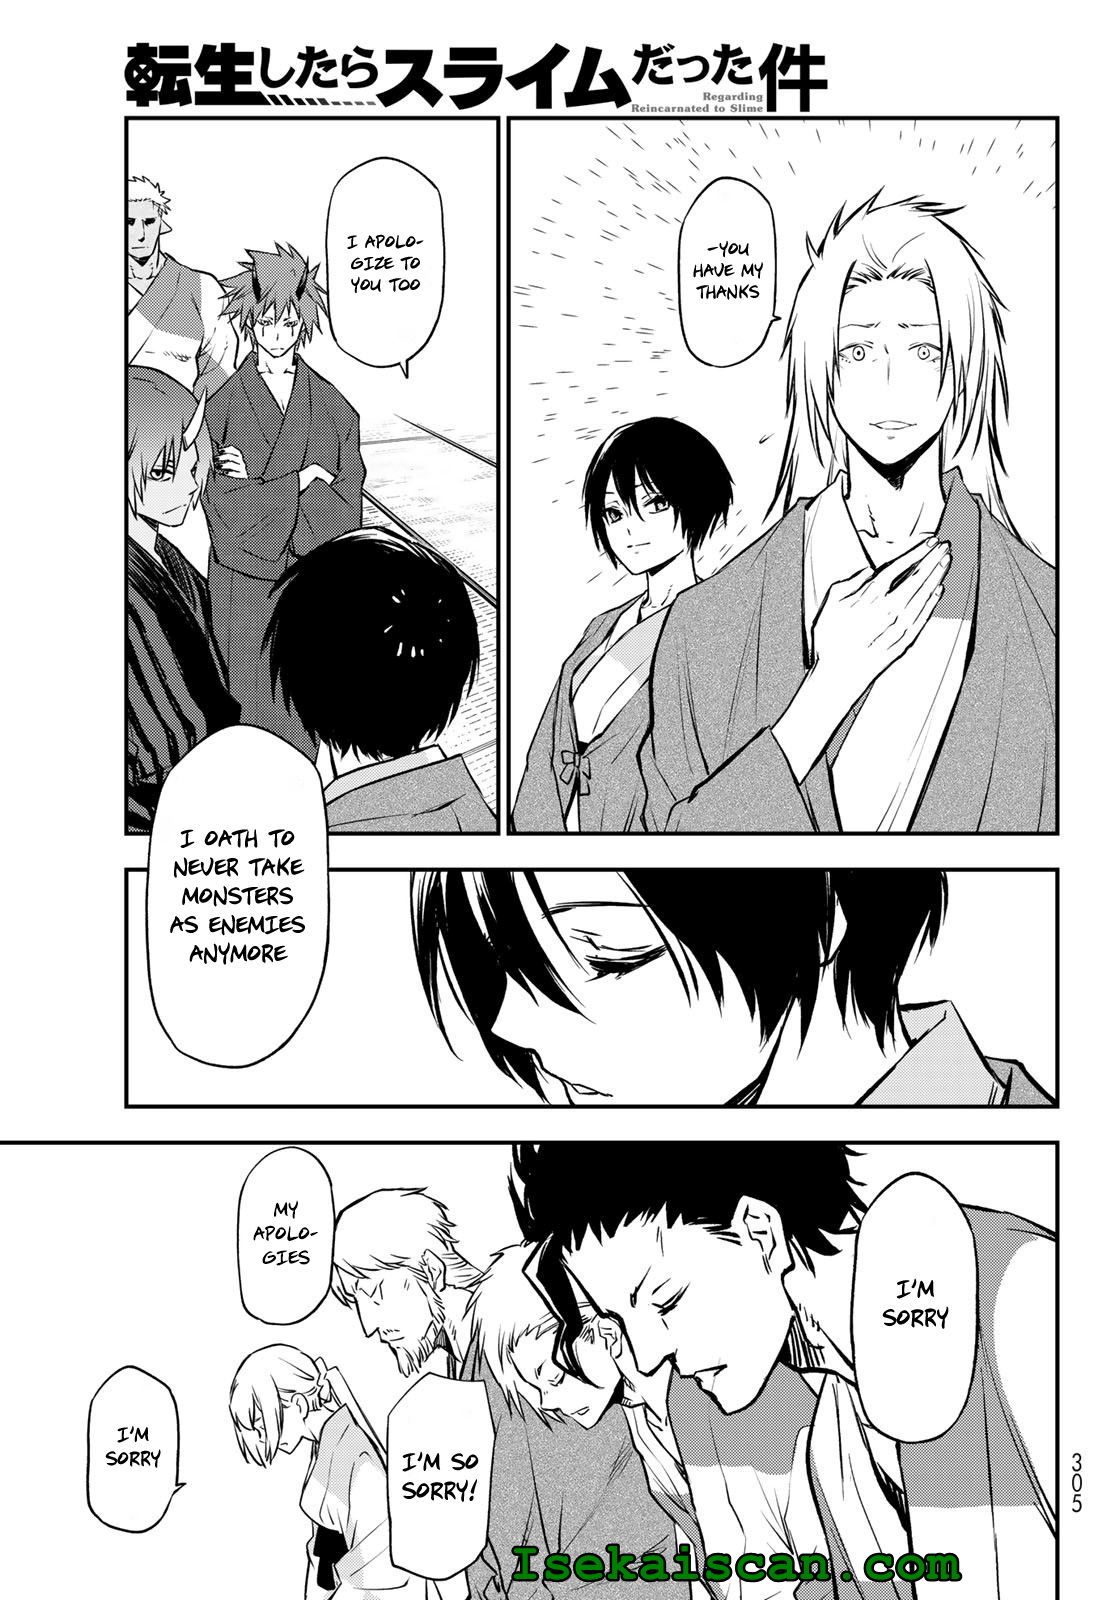 転生したらスライムだった件
Regarding
Reincarnated to Slime
-YOU
HAVE MY
THANKS
I APOLO-
GIZE TO
YOU TOO
I OATH TO
NEVER TAKE
MONSTERS
AS ENEMIES
ANYMORE
I'M
SORRY
MY
APOLO-
GIES
I'M SO
SORRY!
I'M
SORRY
305
Isekaiscan.com